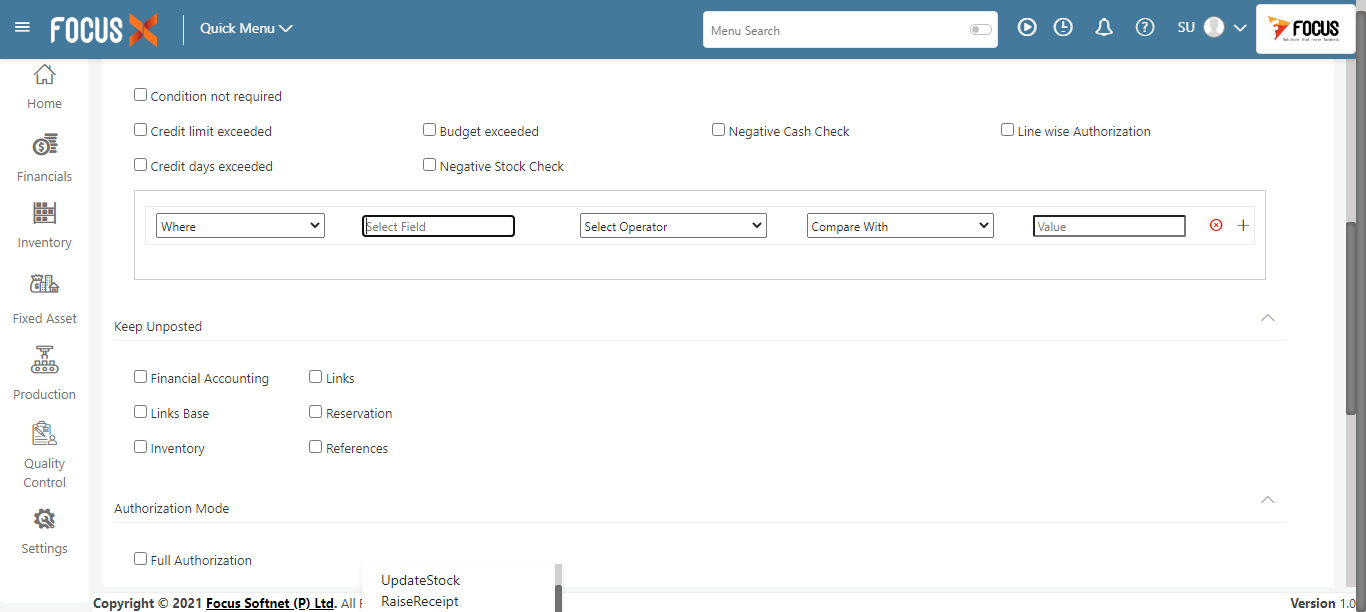 FOCUS X
Quick Menu
Menu Search
SU
FOCUS
Home
Financials
Inventory
Fixed Asset
Production
Quality
Control
Settings
Condition not required
Credit limit exceeded
Budget exceeded
Negative Cash Check
Line wise Authorization
Credit days exceeded
Negative Stock Check
Where
Select Field
Select Operator
Compare With
Value
Keep Unposted
Financial Accounting
Links
Links Base
Reservation
Inventory
References
Authorization Mode
Full Authorization
UpdateStock
RaiseReceipt
Copyright © 2021 Focus Softnet (P) Ltd. All
Version 1.0